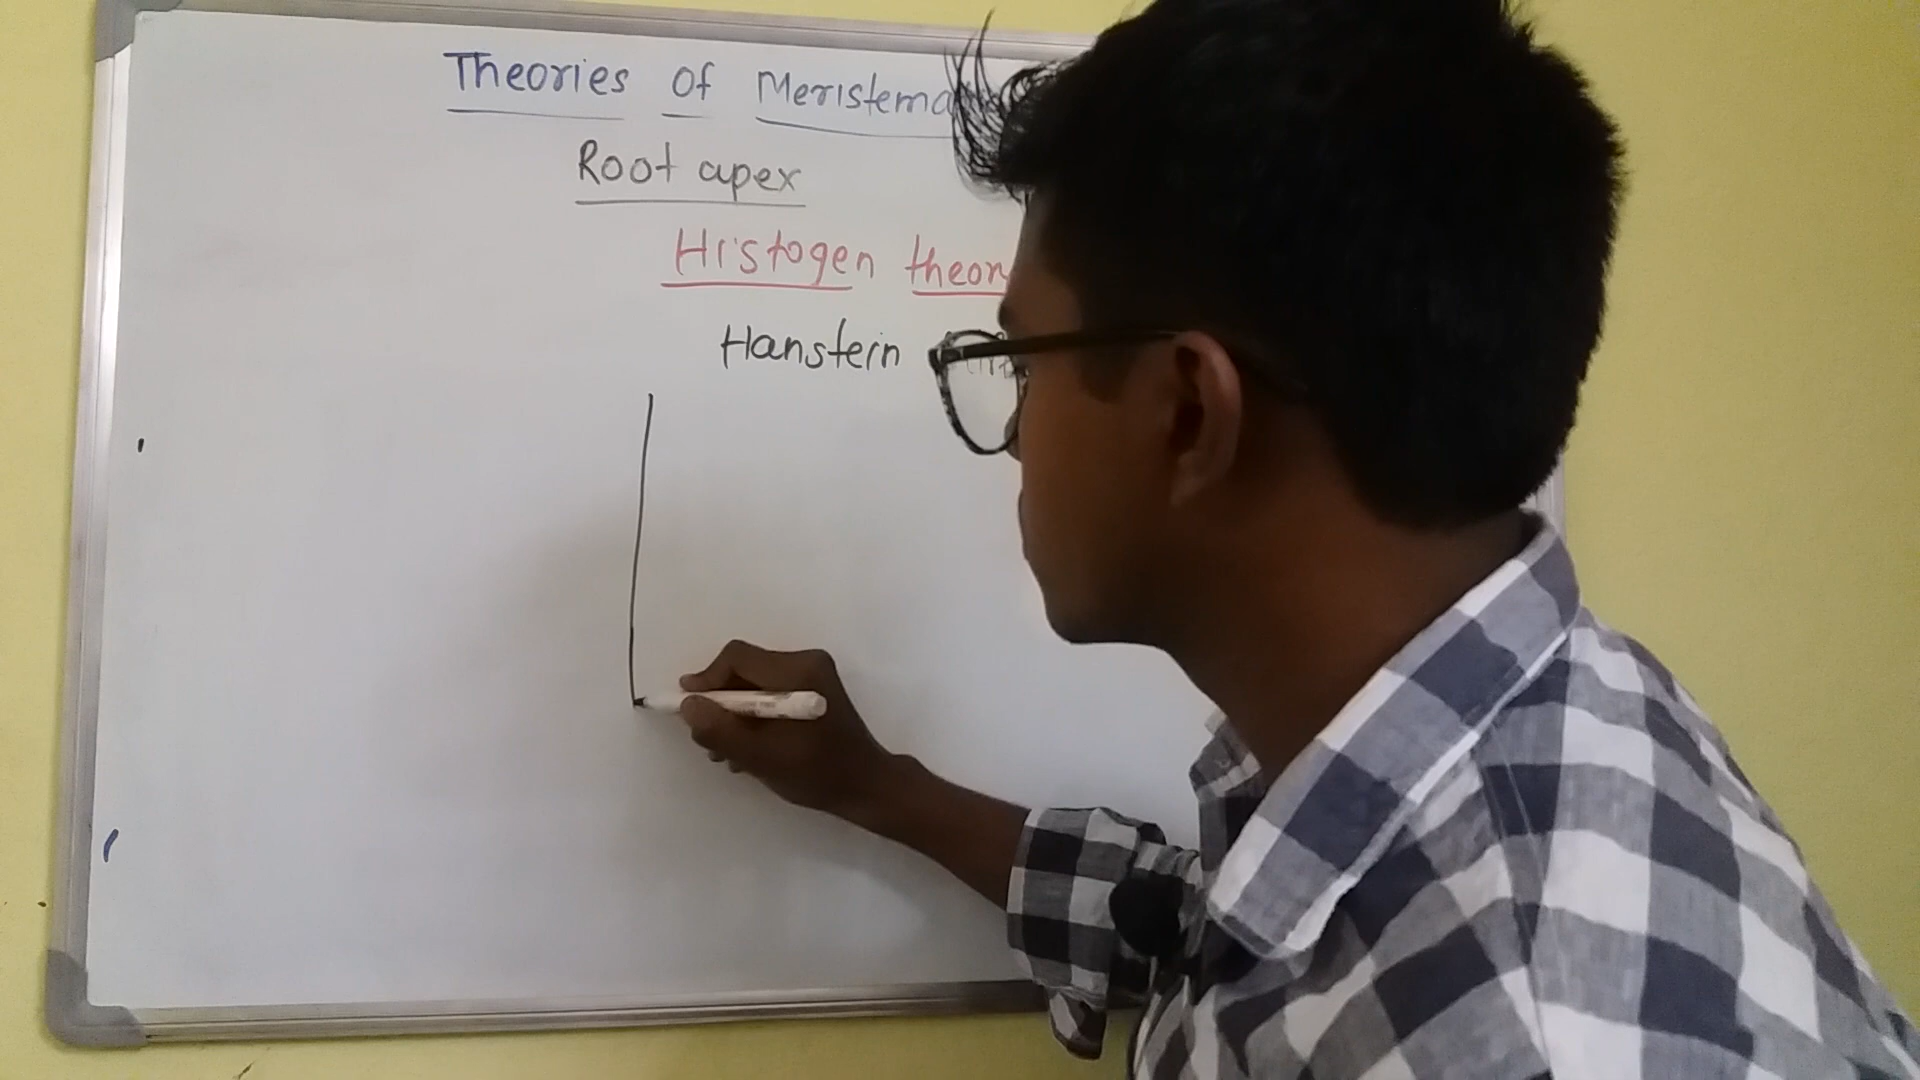 Theories of Meristema
Root apex
Histogen theor
Hanstein